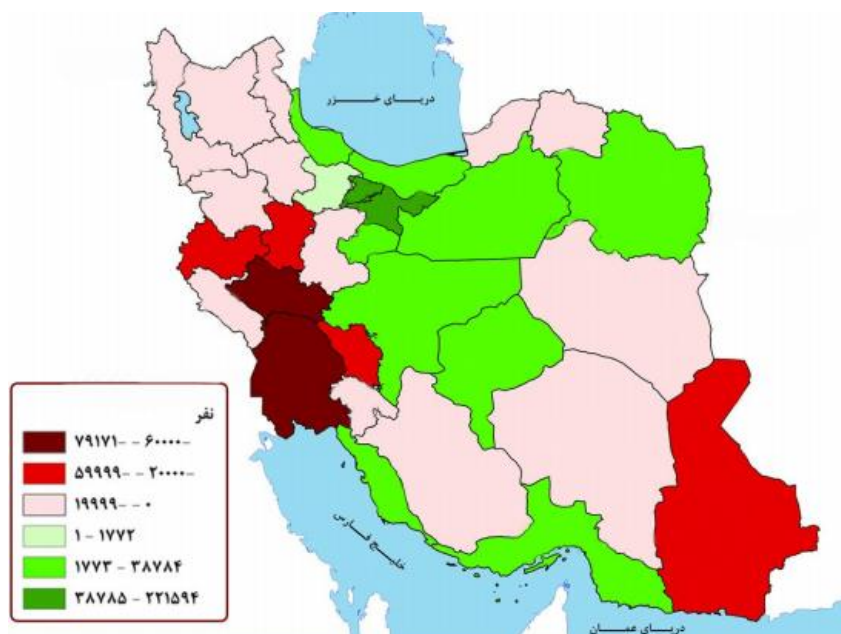 دریای خزر
نفر
-۶۰۰۰۰ - -۷۹۱۷۱
-۲۰۰۰۰ - -۵۹۹۹۹
۰ - -۱۹۹۹۹
۱ - ۱۷۷۲
۱۷۷۳ - ۳۸۷۸۴
۳۸۷۸۵ - ۲۲۱۵۹۴
خلیج فارس
دریای عمان